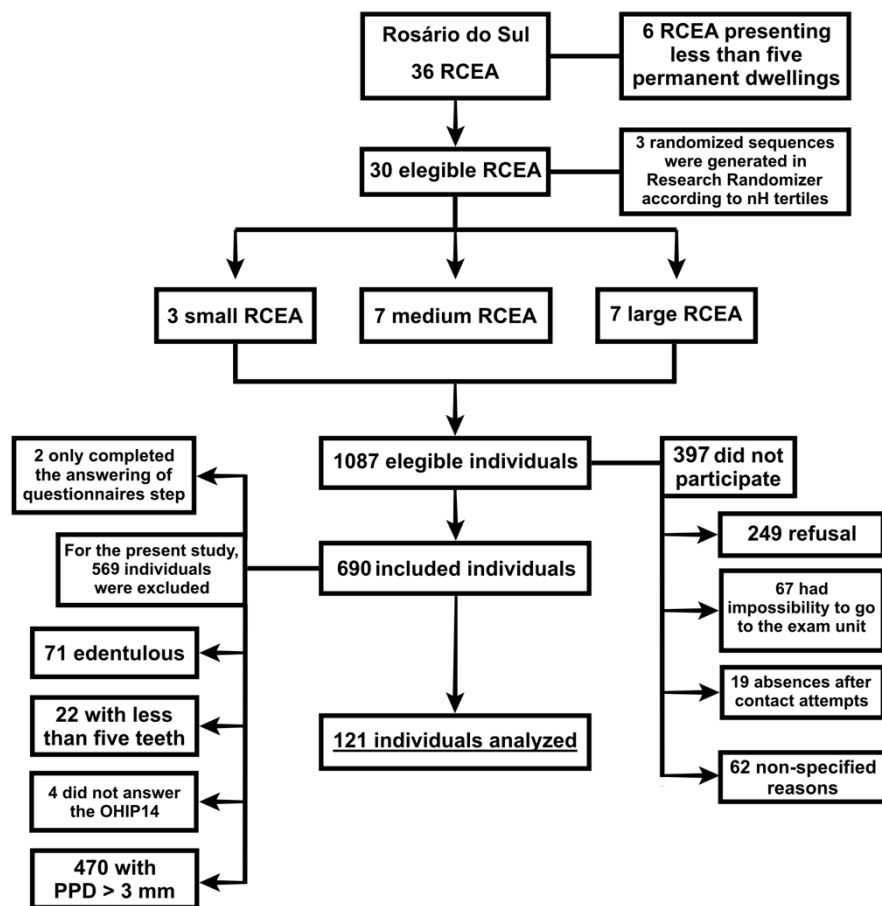 Rosário do Sul
36 RCEA
6 RCEA presenting
less than five
permanent dwellings
30 elegible RCEA
3 randomized sequences
were generated in
Research Randomizer
according to nH tertiles
3 small RCEA
7 medium RCEA
7 large RCEA
1087 elegible individuals
397 did not
participate
2 only completed
the answering of
questionnaires step
249 refusal
For the present study,
569 individuals
were excluded
690 included individuals
67 had
impossibility to go
to the exam unit
71 edentulous
19 absences after
contact attempts
22 with less
than five teeth
121 individuals analyzed
62 non-specified
reasons
4 did not answer
the OHIP14
470 with
PPD > 3 mm